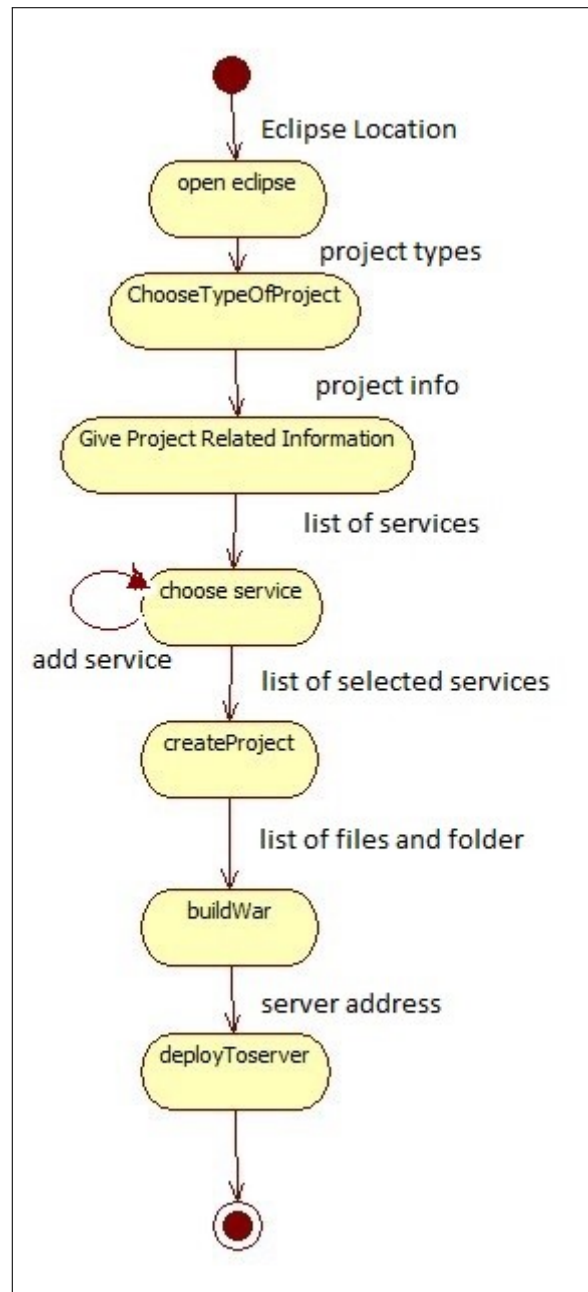 Eclipse Location
open eclipse
project types
ChooseTypeOfProject
project info
Give Project Related Information
list of services
choose service
add service
list of selected services
createProject
list of files and folder
buildWar
server address
deployToserver